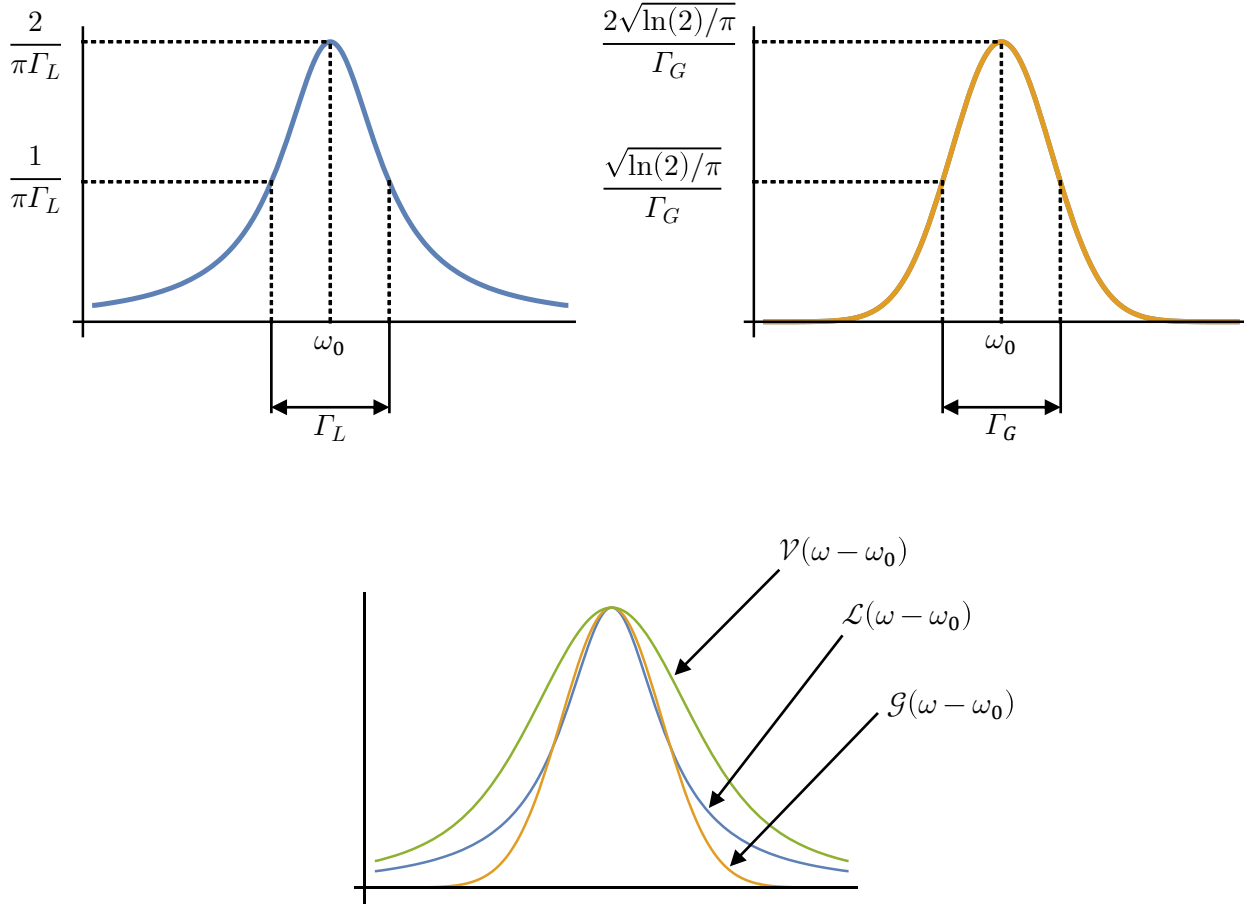 2/(πΓ_L)
1/(πΓ_L)
ω₀
Γ_L
2√(ln(2)/π)/Γ_G
√(ln(2)/π)/Γ_G
ω₀
Γ_G
𝒱(ω − ω₀)
ℒ(ω − ω₀)
𝒢(ω − ω₀)